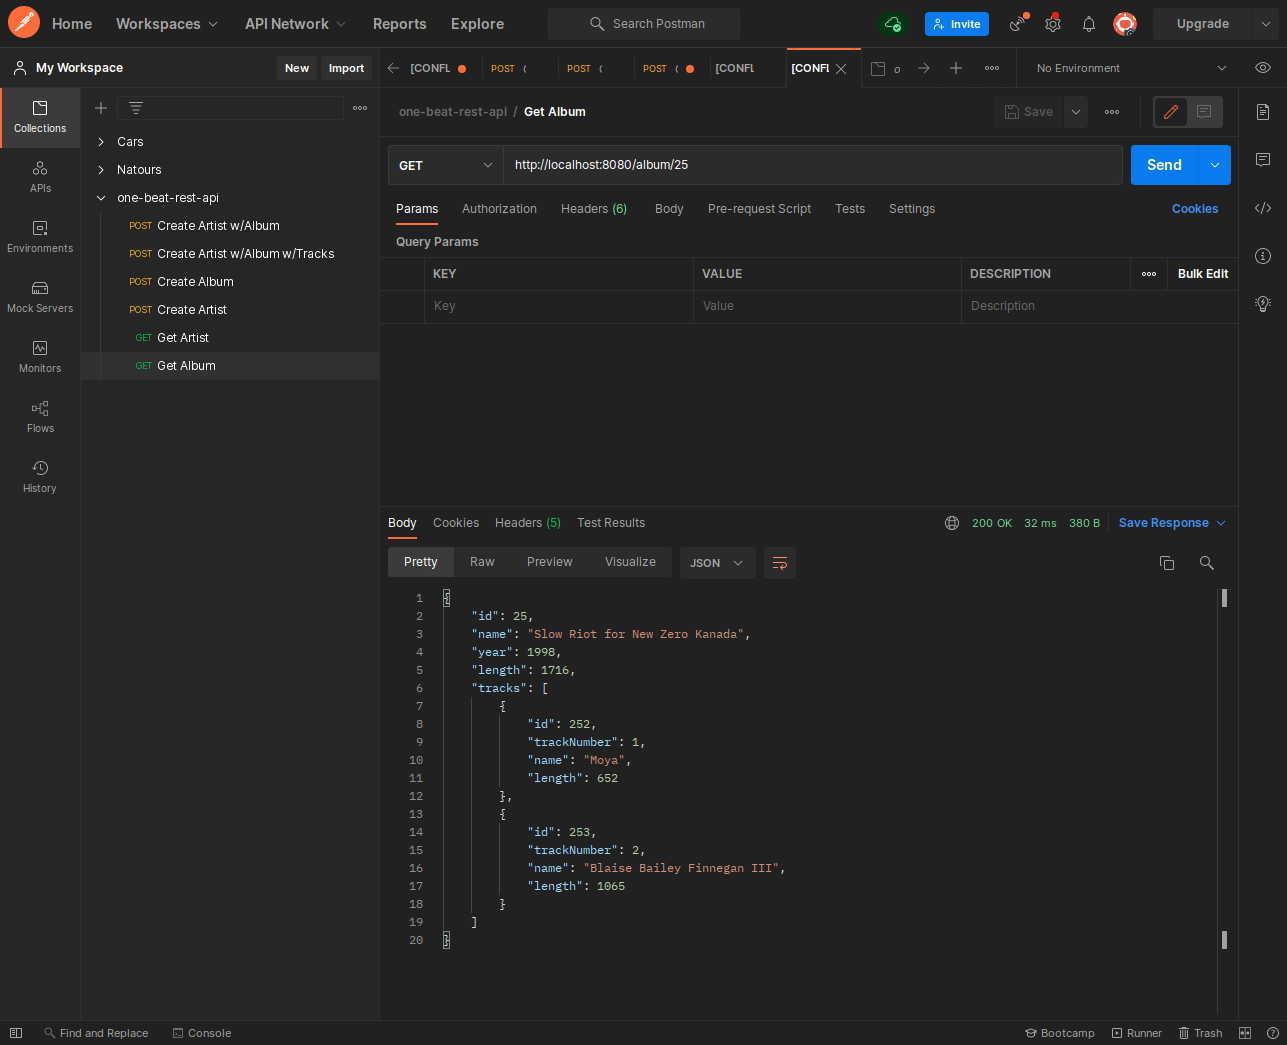 Home
Workspaces
API Network
Reports
Explore
Search Postman
Invite
Upgrade
My Workspace
New
Import
[CONFL
POST (
POST (
POST (
[CONFL
[CONFL
o
No Environment
Collections
APIs
Environments
Mock Servers
Monitors
Flows
History
Cars
Natours
one-beat-rest-api
POST Create Artist w/Album
POST Create Artist w/Album w/Tracks
POST Create Album
POST Create Artist
GET Get Artist
GET Get Album
one-beat-rest-api / Get Album
Save
GET
http://localhost:8080/album/25
Send
Params
Authorization
Headers (6)
Body
Pre-request Script
Tests
Settings
Cookies
Query Params
KEY
VALUE
DESCRIPTION
Bulk Edit
Key
Value
Description
Body
Cookies
Headers (5)
Test Results
200 OK
32 ms
380 B
Save Response
Pretty
Raw
Preview
Visualize
JSON
1 {
2 "id": 25,
3 "name": "Slow Riot for New Zero Kanada",
4 "year": 1998,
5 "length": 1716,
6 "tracks": [
7 {
8 "id": 252,
9 "trackNumber": 1,
10 "name": "Moya",
11 "length": 652
12 },
13 {
14 "id": 253,
15 "trackNumber": 2,
16 "name": "Blaise Bailey Finnegan III",
17 "length": 1065
18 }
19 ]
20 }
Find and Replace
Console
Bootcamp
Runner
Trash